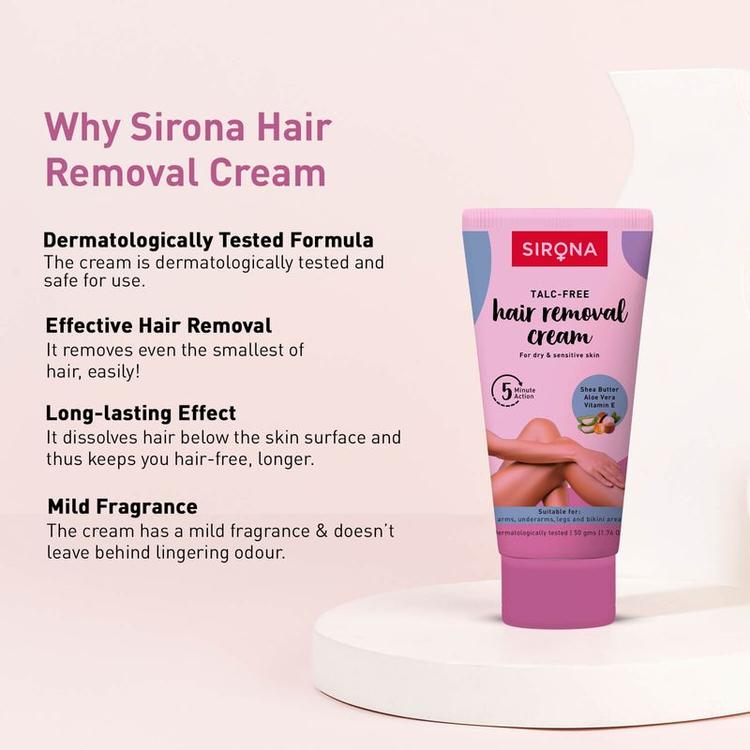 Why Sirona Hair
Removal Cream
Dermatologically Tested Formula
The cream is dermatologically tested and
safe for use.
Effective Hair Removal
It removes even the smallest of
hair, easily!
Long-lasting Effect
It dissolves hair below the skin surface and
thus keeps you hair-free, longer.
Mild Fragrance
The cream has a mild fragrance & doesn't
leave behind lingering odour.
SIRONA
TALC-FREE
hair removal
cream
For dry & sensitive skin
5 Minute
Action
Shea Butter
Aloe Vera
Vitamin E
Suitable for:
arms, underarms, legs and bikini area
dermatologically tested | 50 gms (1.76